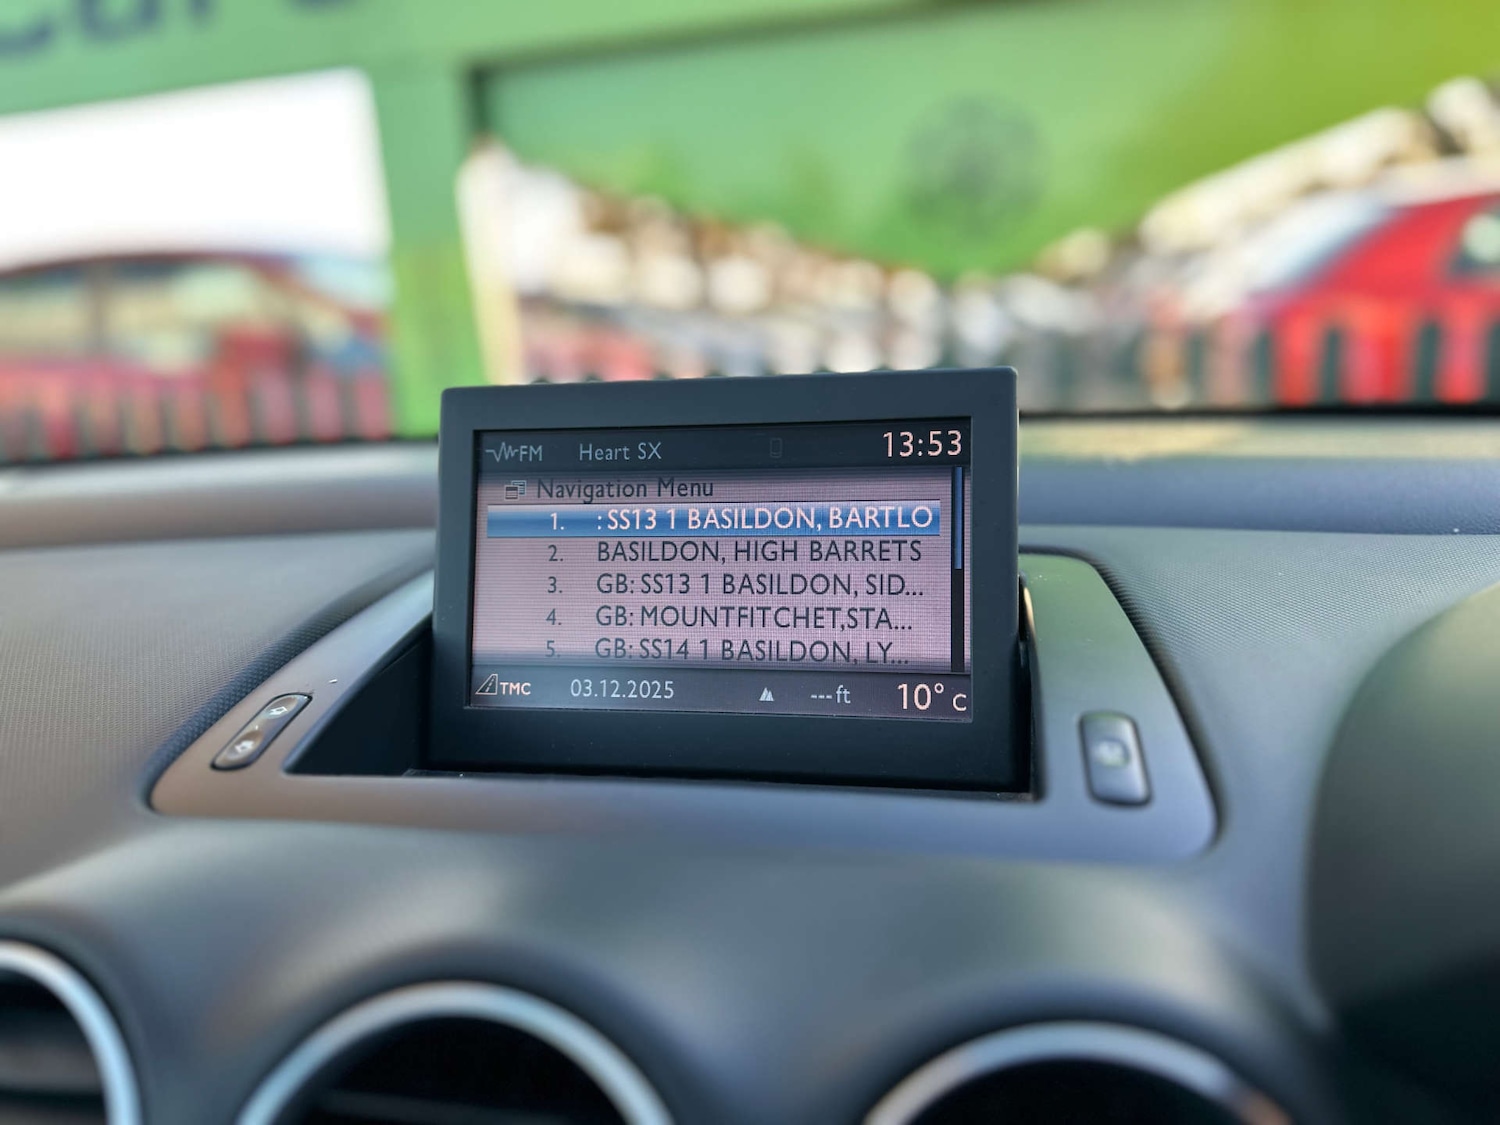 FM Heart SX 13:53
Navigation Menu
1. : SS13 1 BASILDON, BARTLO
2. BASILDON, HIGH BARRETS
3. GB: SS13 1 BASILDON, SID...
4. GB: MOUNTFITCHET,STA...
5. GB: SS14 1 BASILDON, LY...
TMC 03.12.2025 ---ft 10° C